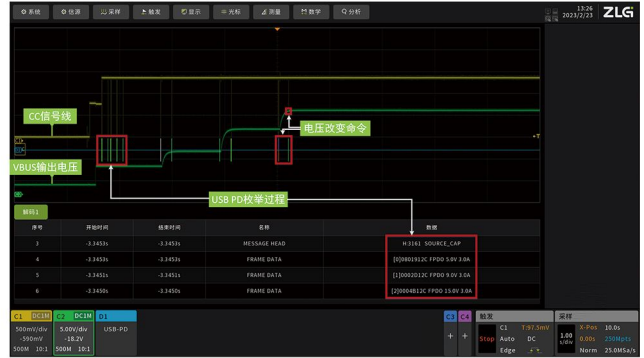 系统 信源 采样 触发 显示 光标 测量 数学 分析
13:26
2023/2/23
ZLG
CC信号线
电压改变命令
VBUS输出电压
USB PD枚举过程
解码1
序号 开始时间 结束时间 名称 数据
3 -3.3453s -3.3453s MESSAGE HEAD H:3161 SOURCE_CAP
4 -3.3453s -3.3451s FRAME DATA [0]0801912C FPDO 5.0V 3.0A
5 -3.3451s -3.3450s FRAME DATA [1]0002D12C FPDO 9.0V 3.0A
6 -3.3450s -3.3450s FRAME DATA [2]0004B12C FPDO 15.0V 3.0A
C1 DC1M C2 DC1M D1 C3 C4 触发 采样
500mV/div 5.00V/div USB-PD
-590mV -18.2V
500M 10:1 500M 10:1
Stop
C1 T:97.5mV
Auto DC
Edge
1.00
s/div
X-Pos 10.0s
0.00s 250Mpts
Norm 25.0MSa/s